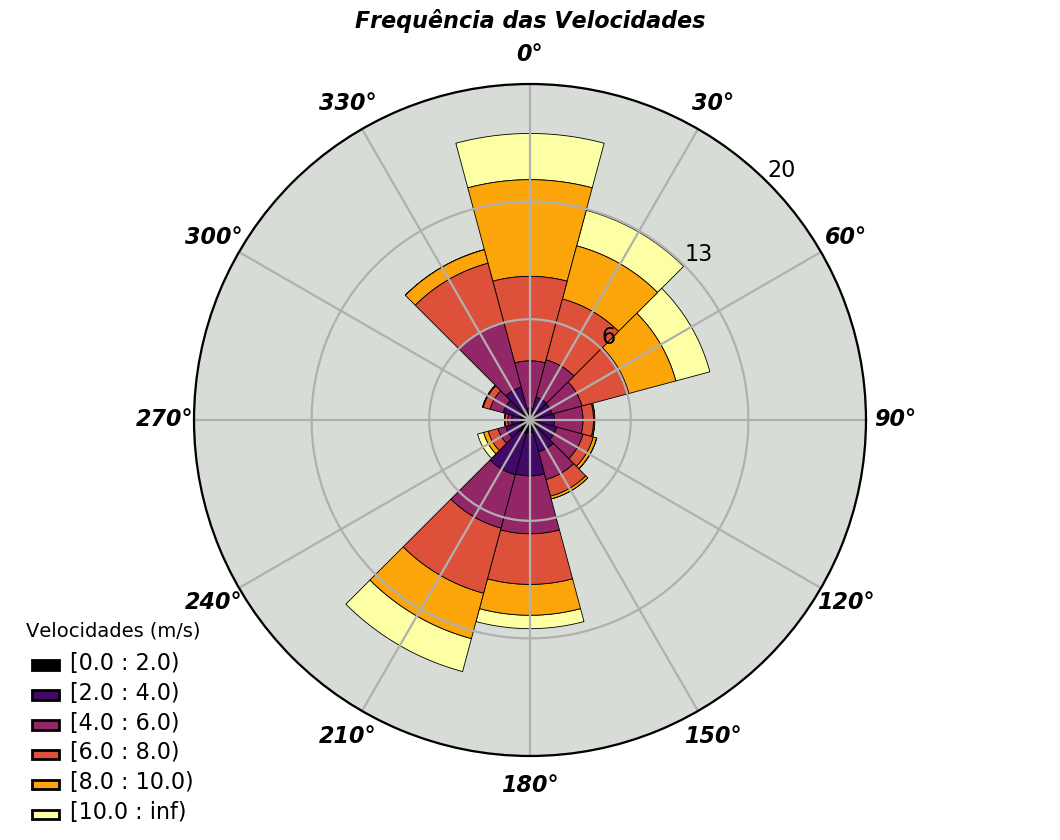 Frequência das Velocidades
0°
330°
30°
20
300°
60°
13
6
270°
90°
240°
120°
210°
150°
180°
Velocidades (m/s)
[0.0 : 2.0)
[2.0 : 4.0)
[4.0 : 6.0)
[6.0 : 8.0)
[8.0 : 10.0)
[10.0 : inf)